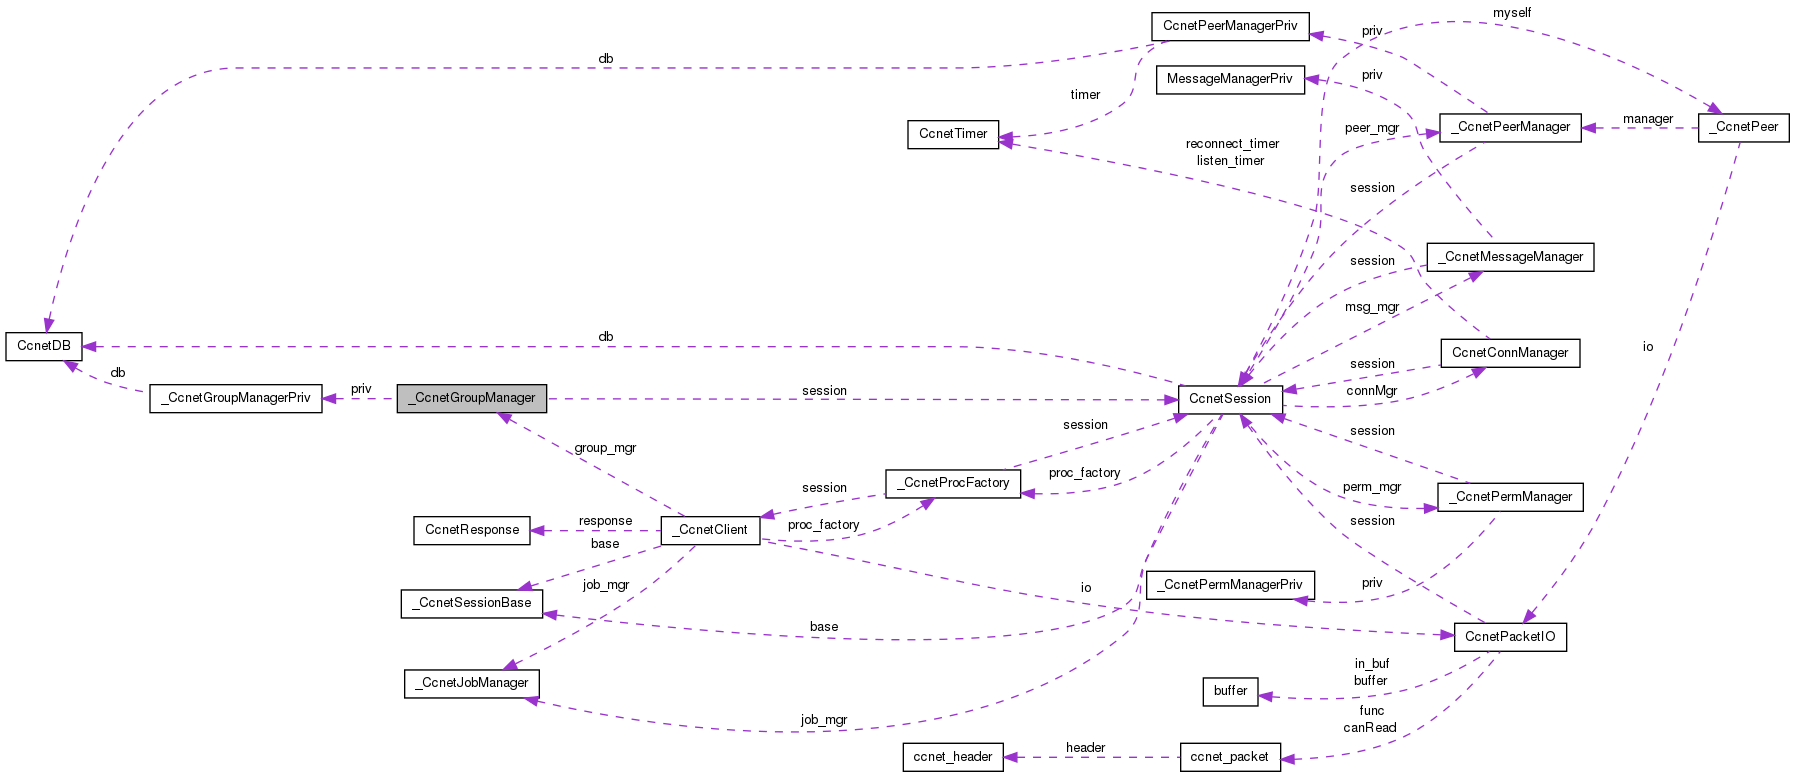 myself
CcnetPeerManagerPriv
priv
db
MessageManagerPriv
priv
timer
CcnetTimer
peer_mgr
_CcnetPeerManager
manager
_CcnetPeer
reconnect_timer
listen_timer
session
session
_CcnetMessageManager
msg_mgr
io
db
CcnetDB
CcnetConnManager
session
db
_CcnetGroupManagerPriv
priv
_CcnetGroupManager
session
CcnetSession
connMgr
session
session
group_mgr
proc_factory
_CcnetProcFactory
session
perm_mgr
_CcnetPermManager
CcnetResponse
response
_CcnetClient
proc_factory
session
base
job_mgr
io
_CcnetPermManagerPriv
priv
_CcnetSessionBase
base
CcnetPacketIO
in_buf
buffer
_CcnetJobManager
buffer
func
canRead
job_mgr
ccnet_header
header
ccnet_packet